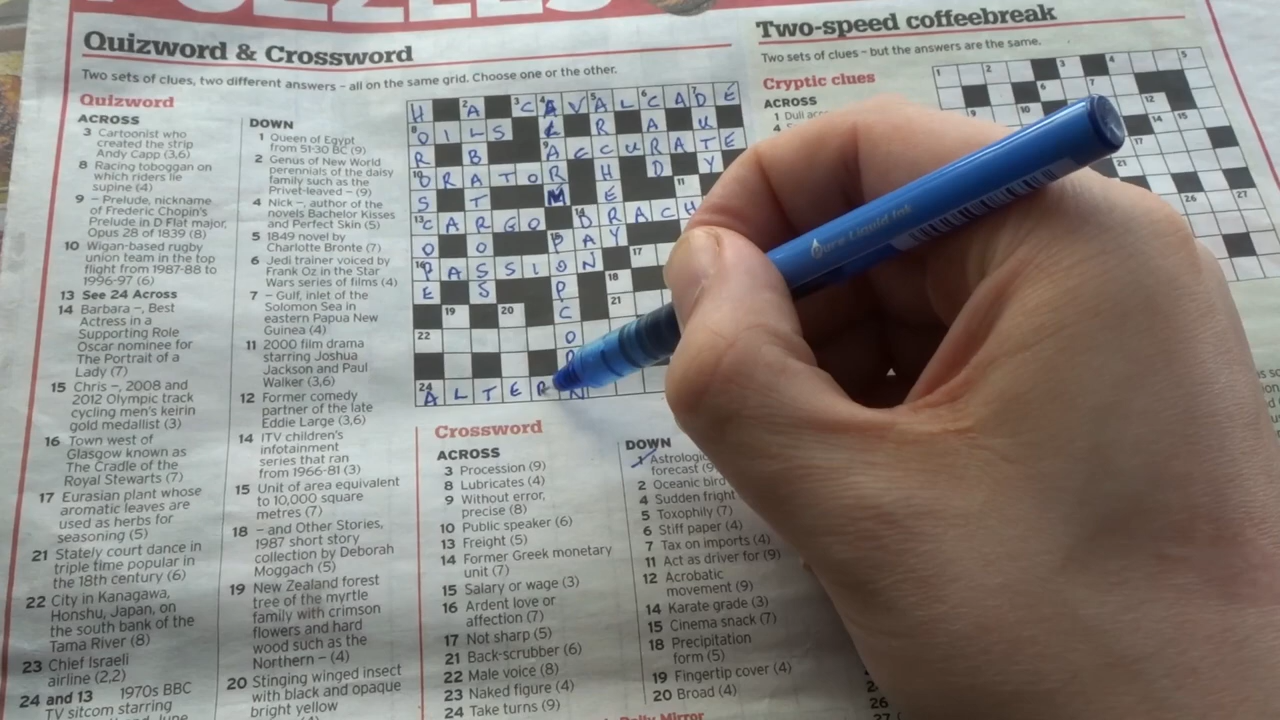 PUZZLES
Quizword & Crossword
Two sets of clues, two different answers – all on the same grid. Choose one or the other.
Quizword
ACROSS
3 Cartoonist who
created the strip
Andy Capp (3,6)
8 Racing toboggan on
which riders lie
supine (4)
9 – Prelude, nickname
of Frederic Chopin's
Prelude in D Flat major,
Opus 28 of 1839 (8)
10 Wigan-based rugby
union team in the top
flight from 1987-88 to
1996-97 (6)
13 See 24 Across
14 Barbara –, Best
Actress in a
Supporting Role
Oscar nominee for
The Portrait of a
Lady (7)
15 Chris –, 2008 and
2012 Olympic track
cycling men's keirin
gold medallist (3)
16 Town west of
Glasgow known as
The Cradle of the
Royal Stewarts (7)
17 Eurasian plant whose
aromatic leaves are
used as herbs for
seasoning (5)
21 Stately court dance in
triple time popular in
the 18th century (6)
22 City in Kanagawa,
Honshu, Japan, on
the south bank of the
Tama River (8)
23 Chief Israeli
airline (2,2)
24 and 13 1970s BBC
TV sitcom starring
DOWN
1 Queen of Egypt
from 51-30 BC (9)
2 Genus of New World
perennials of the daisy
family such as the
Privet-leaved – (9)
4 Nick –, author of the
novels Bachelor Kisses
and Perfect Skin (5)
5 1849 novel by
Charlotte Bronte (7)
6 Jedi trainer voiced by
Frank Oz in the Star
Wars series of films (4)
7 – Gulf, inlet of the
Solomon Sea in
eastern Papua New
Guinea (4)
11 2000 film drama
starring Joshua
Jackson and Paul
Walker (3,6)
12 Former comedy
partner of the late
Eddie Large (3,6)
14 ITV children's
infotainment
series that ran
from 1966-81 (3)
15 Unit of area equivalent
to 10,000 square
metres (7)
18 – and Other Stories,
1987 short story
collection by Deborah
Moggach (5)
19 New Zealand forest
tree of the myrtle
family with crimson
flowers and hard
wood such as the
Northern – (4)
20 Stinging winged insect
with black and opaque
bright yellow
H A CAVALCADE
OILS L R A U
R B ACCURATE
ORATOR H D Y
S T M E 11
CARGO DRACH
O O P A Y
PASSION 17
E S P 18
19 20 C 21
22 O
R
ALTERN
Crossword
ACROSS
3 Procession (9)
8 Lubricates (4)
9 Without error,
precise (8)
10 Public speaker (6)
13 Freight (5)
14 Former Greek monetary
unit (7)
15 Salary or wage (3)
16 Ardent love or
affection (7)
17 Not sharp (5)
21 Back-scrubber (6)
22 Male voice (8)
23 Naked figure (4)
24 Take turns (9)
DOWN
1 Astrologic
forecast (9
2 Oceanic bird
4 Sudden fright
5 Toxophily (7)
6 Stiff paper (4)
7 Tax on imports (4)
11 Act as driver for (9)
12 Acrobatic
movement (9)
14 Karate grade (3)
15 Cinema snack (7)
18 Precipitation
form (5)
19 Fingertip cover (4)
20 Broad (4)
Daily Mirror
Two-speed coffeebreak
Two sets of clues – but the answers are the same.
Cryptic clues
ACROSS
1 Dull
Pure Liquid Ink